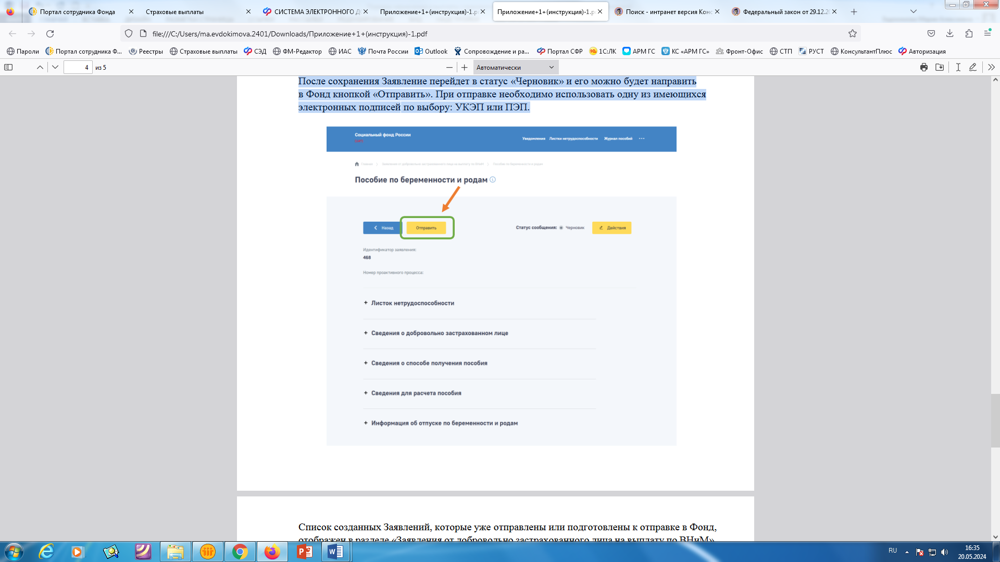 Портал сотрудника Фонда
Страховые выплаты
СИСТЕМА ЭЛЕКТРОННОГО Д
Приложение+1+(инструкция)-1.p
Приложение+1+(инструкция)-1.p
Поиск - интранет версия Конс
Федеральный закон от 29.12.20
file:///C:/Users/ma.evdokimova.2401/Downloads/Приложение+1+(инструкция)-1.pdf
Пароли
Портал сотрудника Ф...
Реестры
Страховые выплаты
СЭД
ФМ-Редактор
ИАС
Почта России
Outlook
Сопровождение и ра...
Портал СФР
1С:ЛК
АРМ ГС
КС «АРМ ГС»
Фронт-Офис
СТП
РУСТ
КонсультантПлюс
Авторизация
4 из 5
Автоматически
После сохранения Заявление перейдет в статус «Черновик» и его можно будет направить
в Фонд кнопкой «Отправить». При отправке необходимо использовать одну из имеющихся
электронных подписей по выбору: УКЭП или ПЭП.
Социальный фонд России
Уведомления Листки нетрудоспособности Журнал пособий
Главная Заявления от добровольно застрахованного лица на выплату по ВНиМ Пособие по беременности и родам
Пособие по беременности и родам
Назад
Отправить
Статус сообщения: Черновик
Действия
Идентификатор заявления:
468
Номер проактивного процесса:
+ Листок нетрудоспособности
+ Сведения о добровольно застрахованном лице
+ Сведения о способе получения пособия
+ Сведения для расчета пособия
+ Информация об отпуске по беременности и родам
Список созданных Заявлений, которые уже отправлены или подготовлены к отправке в Фонд,
отображен в разделе «Заявления от добровольно застрахованного лица на выплату по ВНиМ»
RU
16:35
20.05.2024